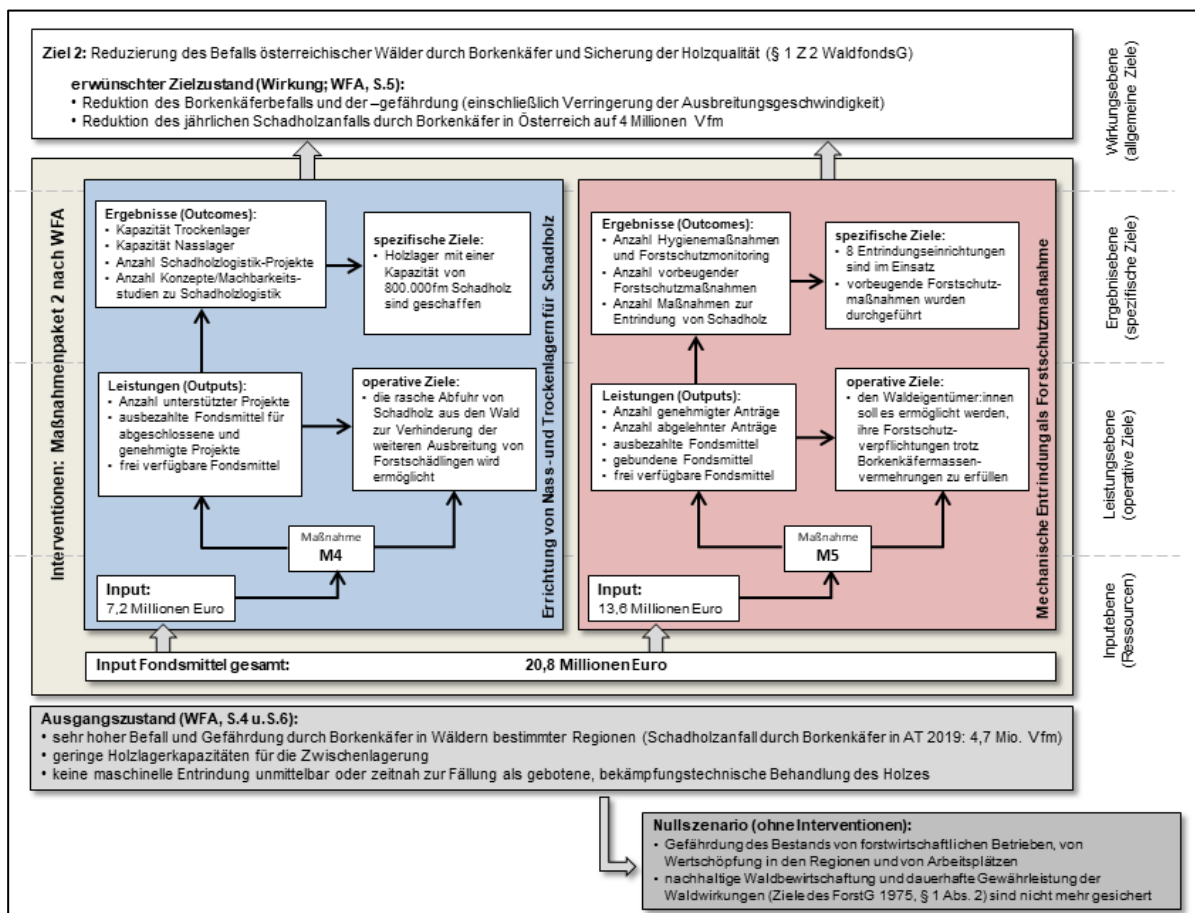 Ziel 2: Reduzierung des Befalls österreichischer Wälder durch Borkenkäfer und Sicherung der Holzqualität (§ 1 Z 2 WaldfondsG)
erwünschter Zielzustand (Wirkung; WFA, S.5):
• Reduktion des Borkenkäferbefalls und der –gefährdung (einschließlich Verringerung der Ausbreitungsgeschwindigkeit)
• Reduktion des jährlichen Schadholzanfalls durch Borkenkäfer in Österreich auf 4 Millionen Vfm
Wirkungsebene
(allgemeine Ziele)
Interventionen: Maßnahmenpaket 2 nach WFA
Ergebnisse (Outcomes):
• Kapazität Trockenlager
• Kapazität Nasslager
• Anzahl Schadholzlogistik-Projekte
• Anzahl Konzepte/Machbarkeits-
studien zu Schadholzlogistik
spezifische Ziele:
• Holzlager mit einer
Kapazität von
800.000fm Schadholz
sind geschaffen
Leistungen (Outputs):
• Anzahl unterstützter Projekte
• ausbezahlte Fondsmittel für
abgeschlossene und
genehmigte Projekte
• frei verfügbare Fondsmittel
operative Ziele:
• die rasche Abfuhr von
Schadholz aus den Wald
zur Verhinderung der
weiteren Ausbreitung von
Forstschädlingen wird
ermöglicht
Maßnahme
M4
Input:
7,2 Millionen Euro
Errichtung von Nass- und Trockenlagern für Schadholz
Ergebnisse (Outcomes):
• Anzahl Hygienemaßnahmen
und Forstschutzmonitoring
• Anzahl vorbeugender
Forstschutzmaßnahmen
• Anzahl Maßnahmen zur
Entrindung von Schadholz
spezifische Ziele:
• 8 Entrindungseinrichtungen
sind im Einsatz
• vorbeugende Forstschutz-
maßnahmen wurden
durchgeführt
Leistungen (Outputs):
• Anzahl genehmigter Anträge
• Anzahl abgelehnter Anträge
• ausbezahlte Fondsmittel
• gebundene Fondsmittel
• frei verfügbare Fondsmittel
operative Ziele:
• den Waldeigentümer:innen
soll es ermöglicht werden,
ihre Forstschutz-
verpflichtungen trotz
Borkenkäfermassen-
vermehrungen zu erfüllen
Maßnahme
M5
Input:
13,6 Millionen Euro
Mechanische Entrindung als Forstschutzmaßnahme
Ergebnisebene
(spezifische Ziele)
Leistungsebene
(operative Ziele)
Inputebene
(Ressourcen)
Input Fondsmittel gesamt: 20,8 Millionen Euro
Ausgangszustand (WFA, S.4 u. S.6):
• sehr hoher Befall und Gefährdung durch Borkenkäfer in Wäldern bestimmter Regionen (Schadholzanfall durch Borkenkäfer in AT 2019: 4,7 Mio. Vfm)
• geringe Holzlagerkapazitäten für die Zwischenlagerung
• keine maschinelle Entrindung unmittelbar oder zeitnah zur Fällung als gebotene, bekämpfungstechnische Behandlung des Holzes
Nullszenario (ohne Interventionen):
• Gefährdung des Bestands von forstwirtschaftlichen Betrieben, von
Wertschöpfung in den Regionen und von Arbeitsplätzen
• nachhaltige Waldbewirtschaftung und dauerhafte Gewährleistung der
Waldwirkungen (Ziele des ForstG 1975, § 1 Abs. 2) sind nicht mehr gesichert